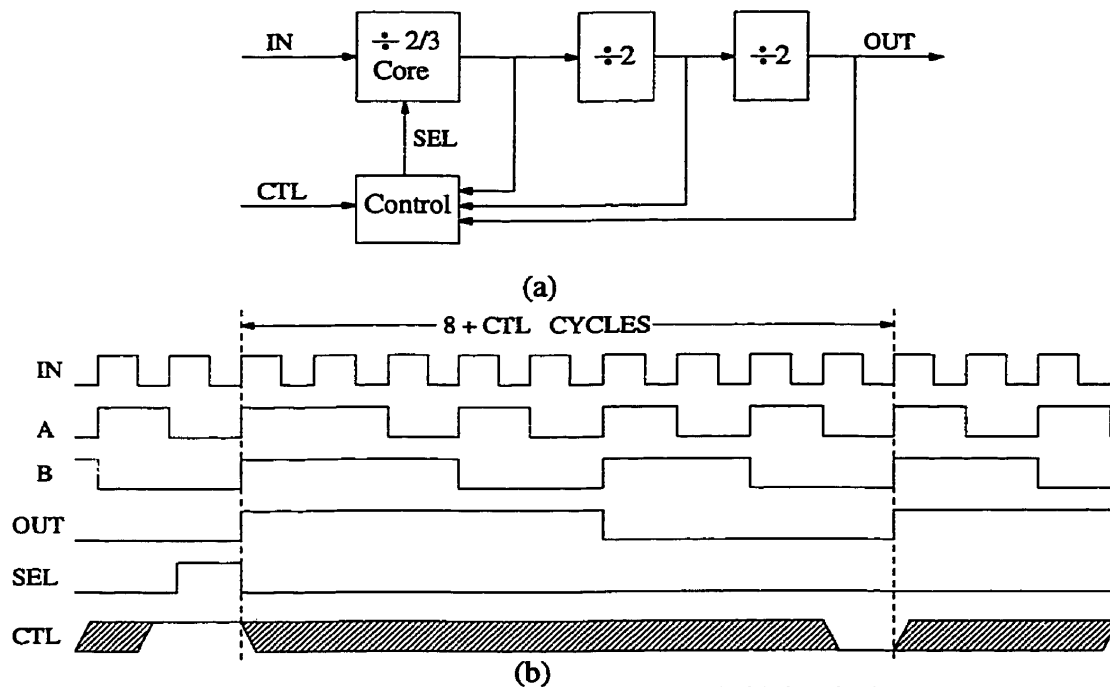 IN
÷ 2/3
Core
÷2
÷2
OUT
SEL
CTL
Control
(a)
8 + CTL CYCLES
IN
A
B
OUT
SEL
CTL
(b)